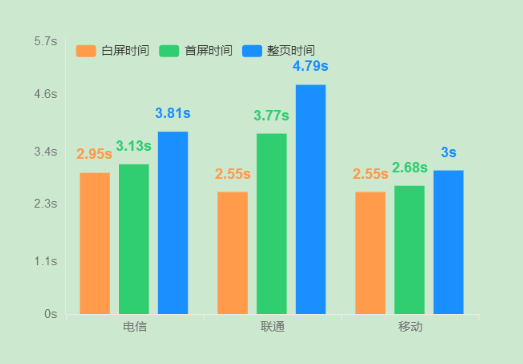 5.7s
白屏时间 首屏时间 整页时间
4.79s
4.6s
3.81s
3.77s
3.4s
2.95s
3.13s
3s
2.55s
2.55s
2.68s
2.3s
1.1s
0s
电信 联通 移动